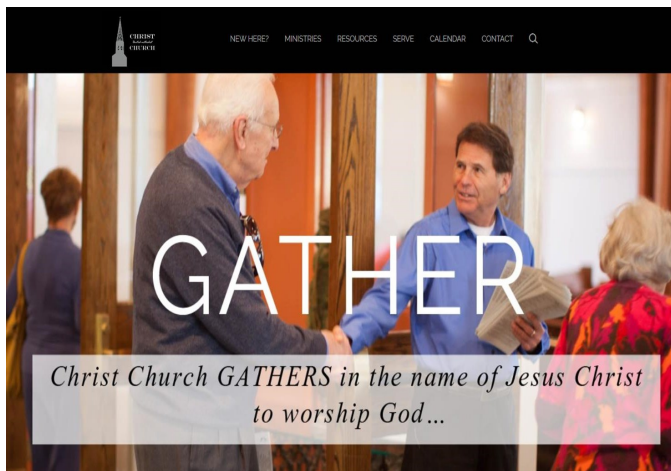 CHRIST
CHURCH
NEW HERE? MINISTRIES RESOURCES SERVE CALENDAR CONTACT
GATHER
Christ Church GATHERS in the name of Jesus Christ
to worship God...